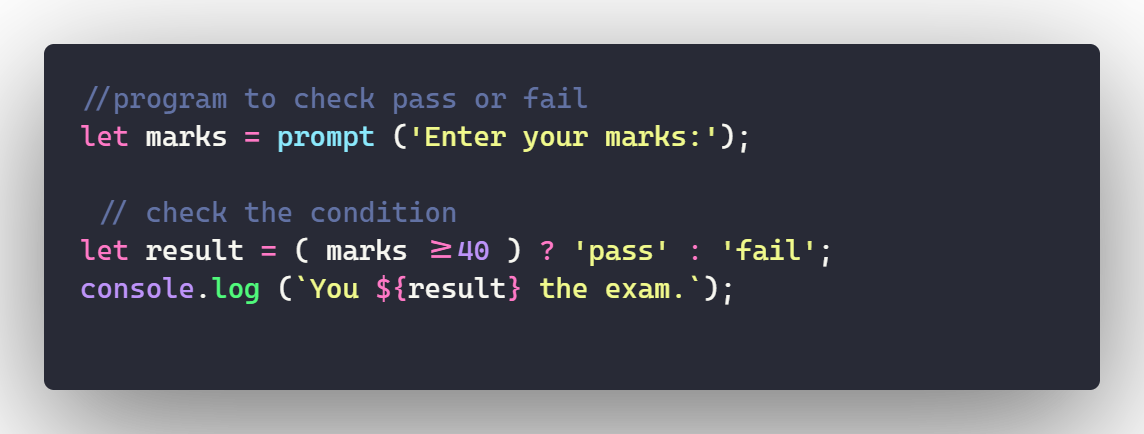 //program to check pass or fail
let marks = prompt ('Enter your marks:');
// check the condition
let result = ( marks >=40 ) ? 'pass' : 'fail';
console.log (`You ${result} the exam.`);